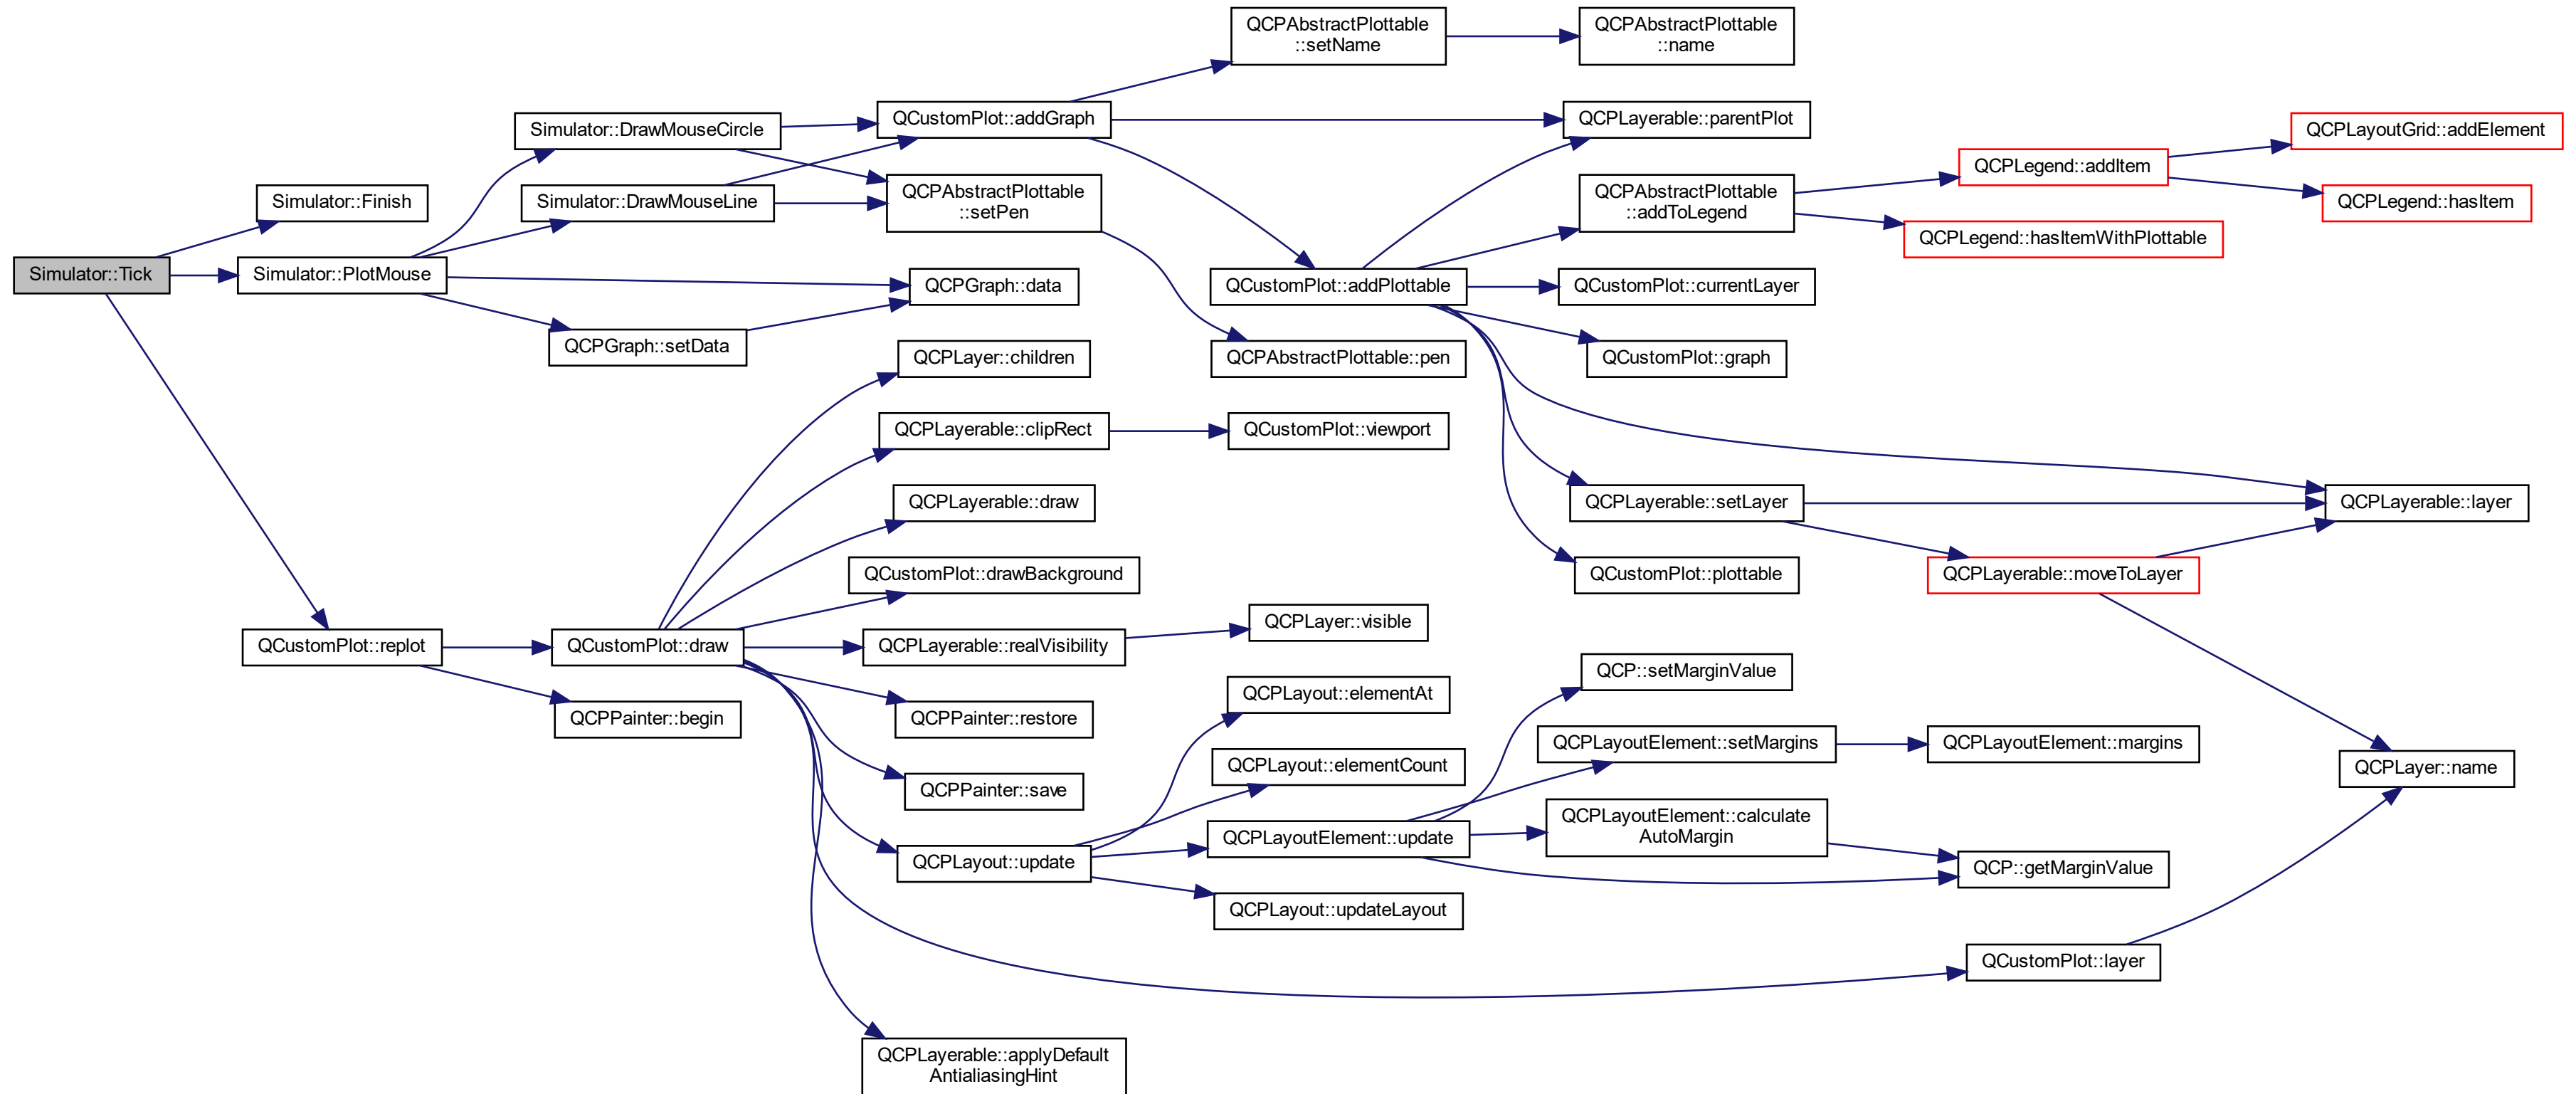 QCPAbstractPlottable
::setName
QCPAbstractPlottable
::name
Simulator::DrawMouseCircle
QCustomPlot::addGraph
QCPLayerable::parentPlot
QCPLayoutGrid::addElement
QCPLegend::addItem
Simulator::Finish
Simulator::DrawMouseLine
QCPAbstractPlottable
::setPen
QCPAbstractPlottable
::addToLegend
QCPLegend::hasItem
QCPLegend::hasItemWithPlottable
Simulator::Tick
Simulator::PlotMouse
QCPGraph::data
QCustomPlot::addPlottable
QCustomPlot::currentLayer
QCPGraph::setData
QCPLayer::children
QCPAbstractPlottable::pen
QCustomPlot::graph
QCPLayerable::clipRect
QCustomPlot::viewport
QCPLayerable::draw
QCPLayerable::setLayer
QCPLayerable::layer
QCustomPlot::drawBackground
QCustomPlot::plottable
QCPLayerable::moveToLayer
QCustomPlot::replot
QCustomPlot::draw
QCPLayerable::realVisibility
QCPLayer::visible
QCP::setMarginValue
QCPPainter::begin
QCPPainter::restore
QCPLayout::elementAt
QCPLayoutElement::setMargins
QCPLayoutElement::margins
QCPPainter::save
QCPLayout::elementCount
QCPLayer::name
QCPLayout::update
QCPLayoutElement::update
QCPLayoutElement::calculate
AutoMargin
QCP::getMarginValue
QCPLayout::updateLayout
QCustomPlot::layer
QCPLayerable::applyDefault
AntialiasingHint